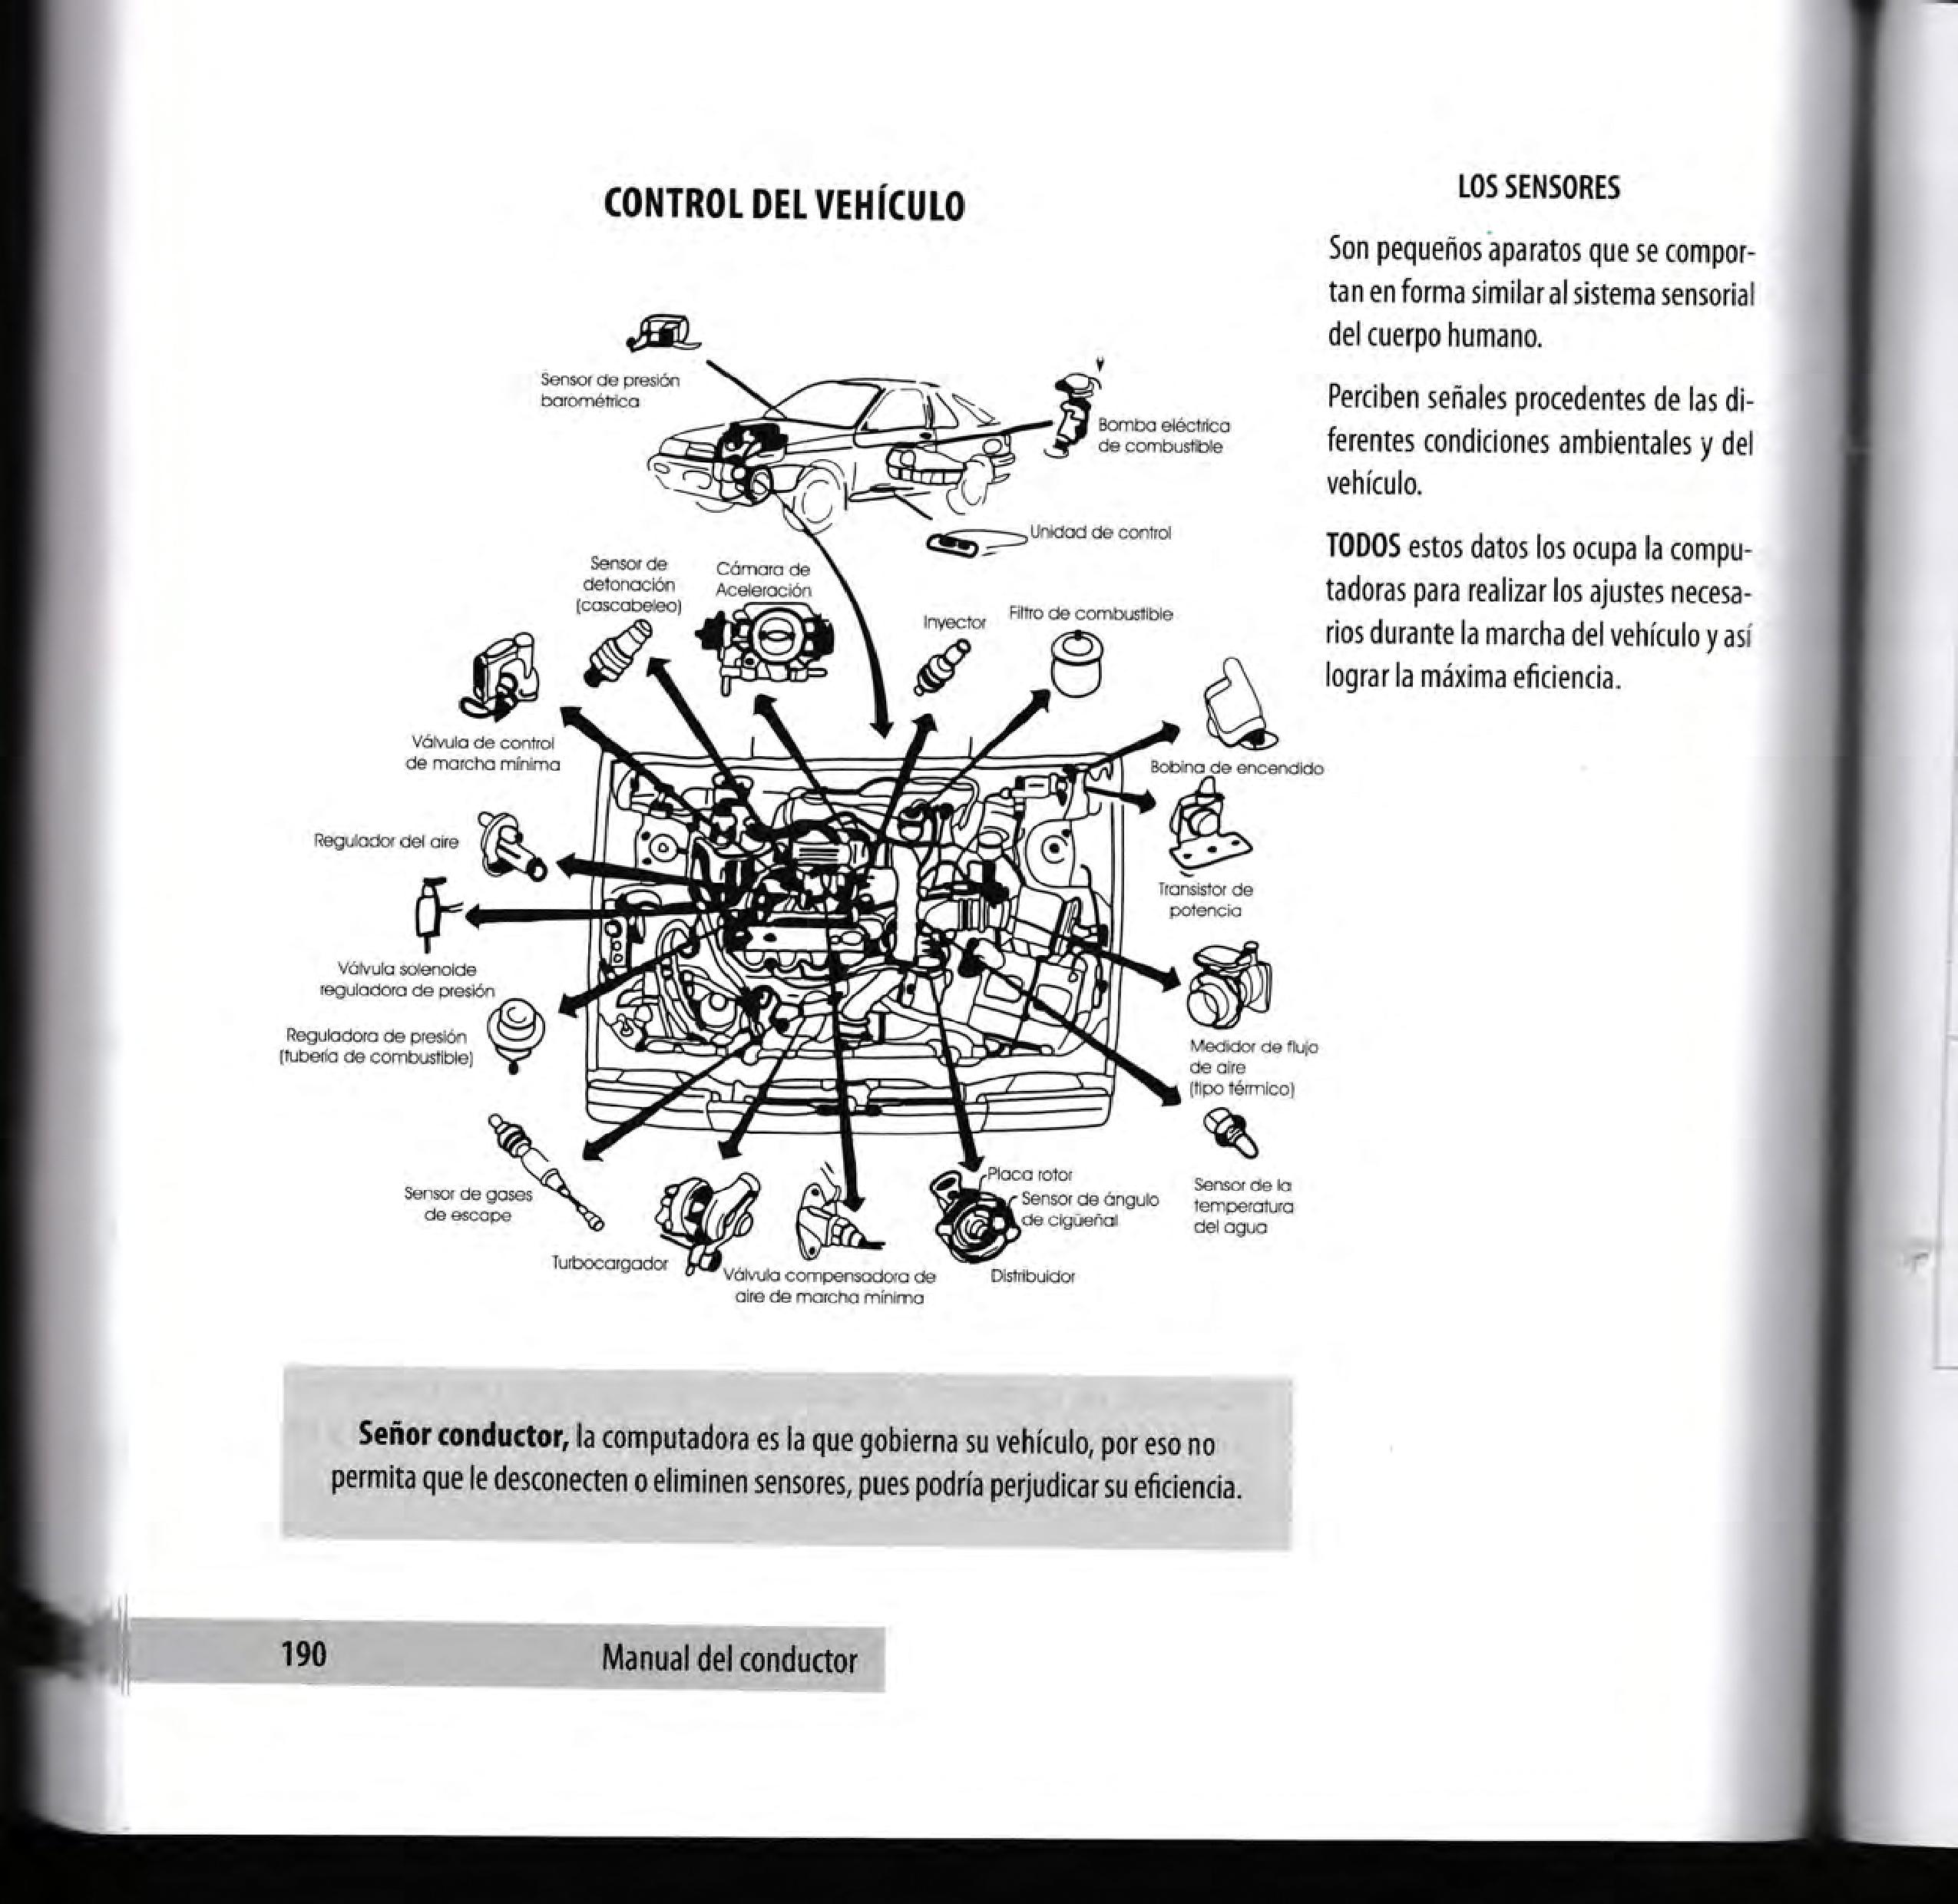 CONTROL DEL VEHÍCULO
Sensor de presión
barométrica
Bomba eléctrica
de combustible
Unidad de control
Sensor de
detonación
(cascabeleo)
Cámara de
Aceleración
Inyector
Filtro de combustible
Válvula de control
de marcha mínima
Bobina de encendido
Regulador del aire
Transistor de
potencia
Válvula solenoide
reguladora de presión
Reguladora de presión
(tubería de combustible)
Medidor de flujo
de aire
(tipo térmico)
Sensor de gases
de escape
Placa rotor
Sensor de ángulo
de cigüeñal
Sensor de la
temperatura
del agua
Turbocargador
Válvula compensadora de
aire de marcha mínima
Distribuidor
LOS SENSORES
Son pequeños aparatos que se compor-
tan en forma similar al sistema sensorial
del cuerpo humano.
Perciben señales procedentes de las di-
ferentes condiciones ambientales y del
vehículo.
TODOS estos datos los ocupa la compu-
tadoras para realizar los ajustes necesa-
rios durante la marcha del vehículo y así
lograr la máxima eficiencia.
Señor conductor, la computadora es la que gobierna su vehículo, por eso no
permita que le desconecten o eliminen sensores, pues podría perjudicar su eficiencia.
190
Manual del conductor